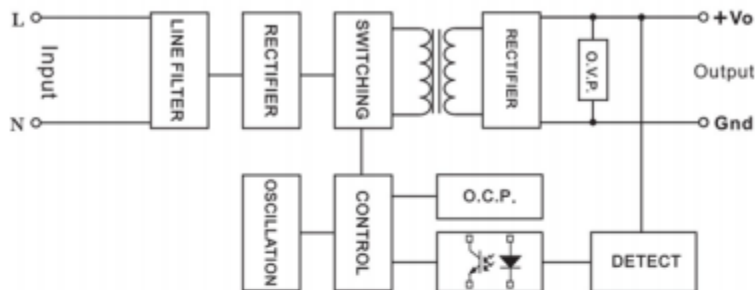 L
Input
N
LINE FILTER
RECTIFIER
SWITCHING
RECTIFIER
O.V.P.
+Vo
Output
Gnd
OSCILLATION
CONTROL
O.C.P.
DETECT